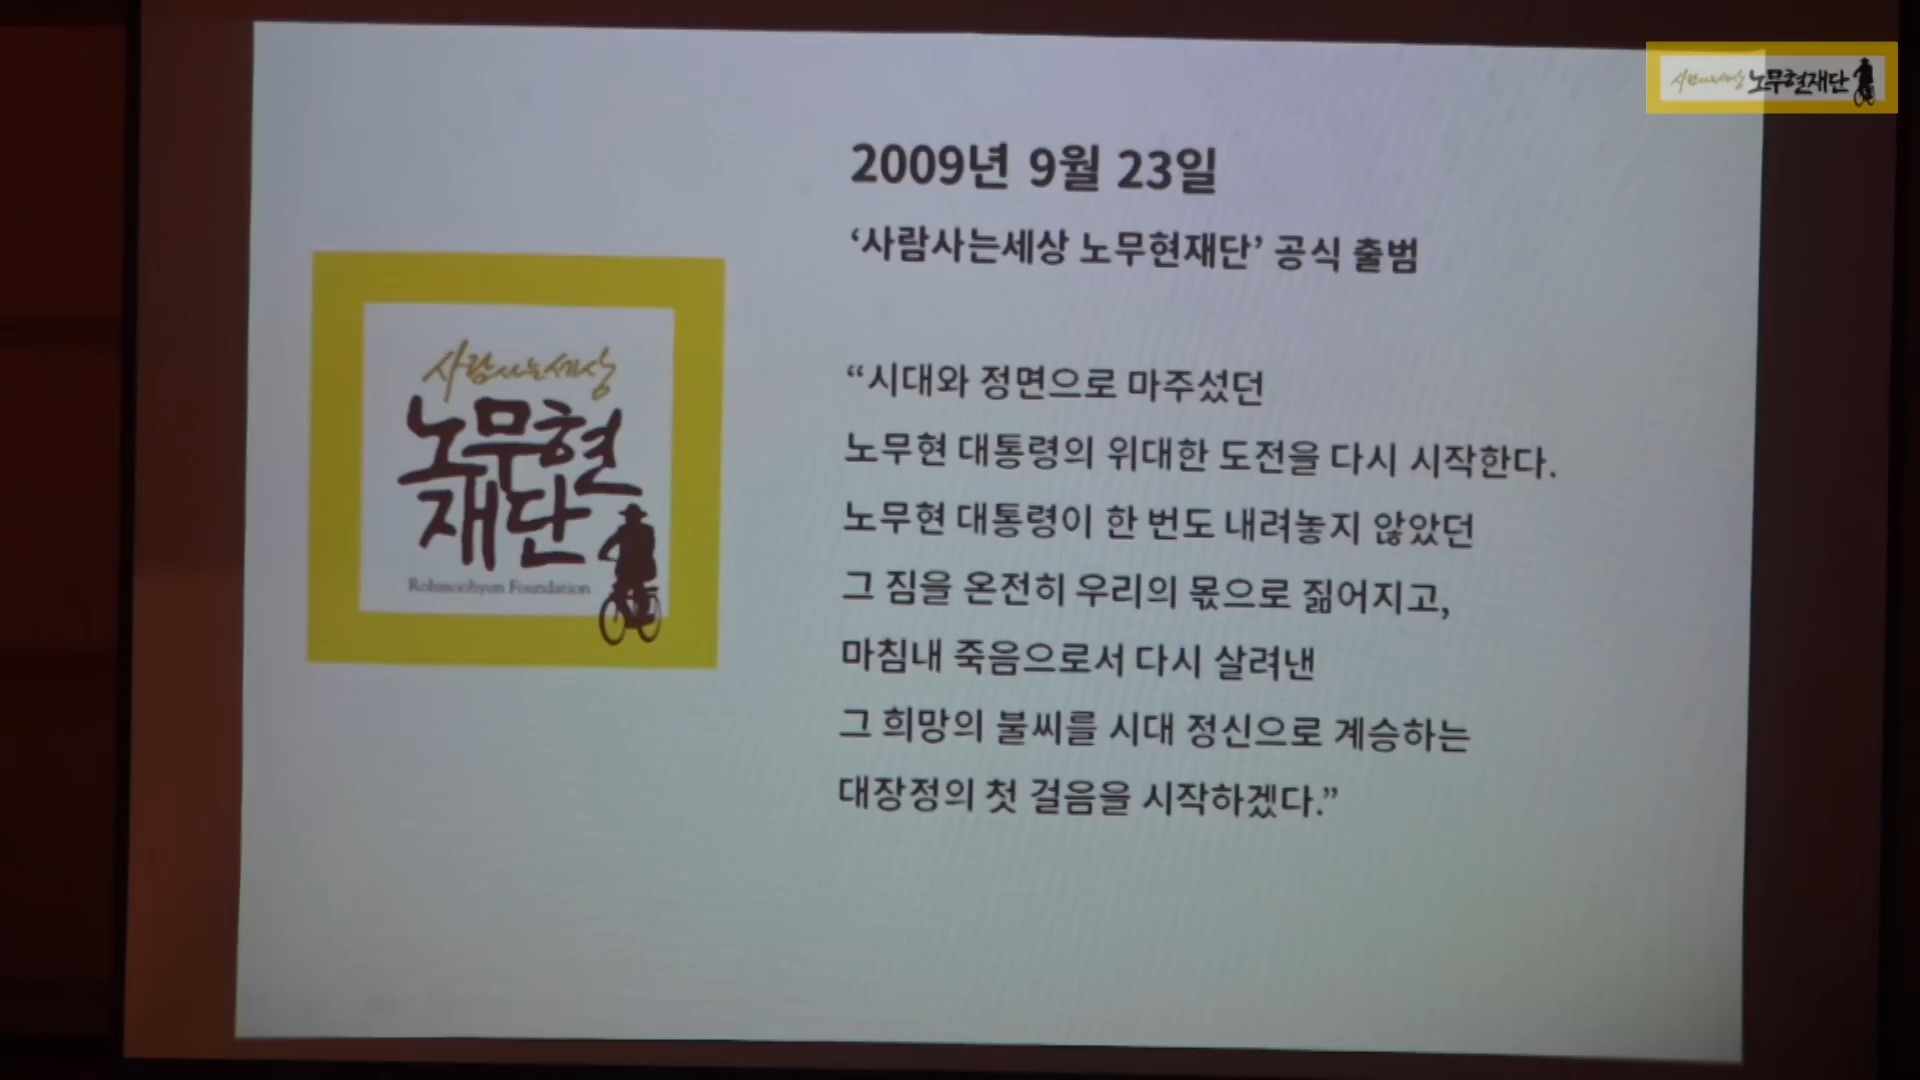 사람사는세상 노무현재단
2009년 9월 23일
‘사람사는세상 노무현재단’ 공식 출범
사람사는세상
노무현
재단
Rohmoohyun Foundation
“시대와 정면으로 마주섰던
노무현 대통령의 위대한 도전을 다시 시작한다.
노무현 대통령이 한 번도 내려놓지 않았던
그 짐을 온전히 우리의 몫으로 짊어지고,
마침내 죽음으로서 다시 살려낸
그 희망의 불씨를 시대 정신으로 계승하는
대장정의 첫 걸음을 시작하겠다.”